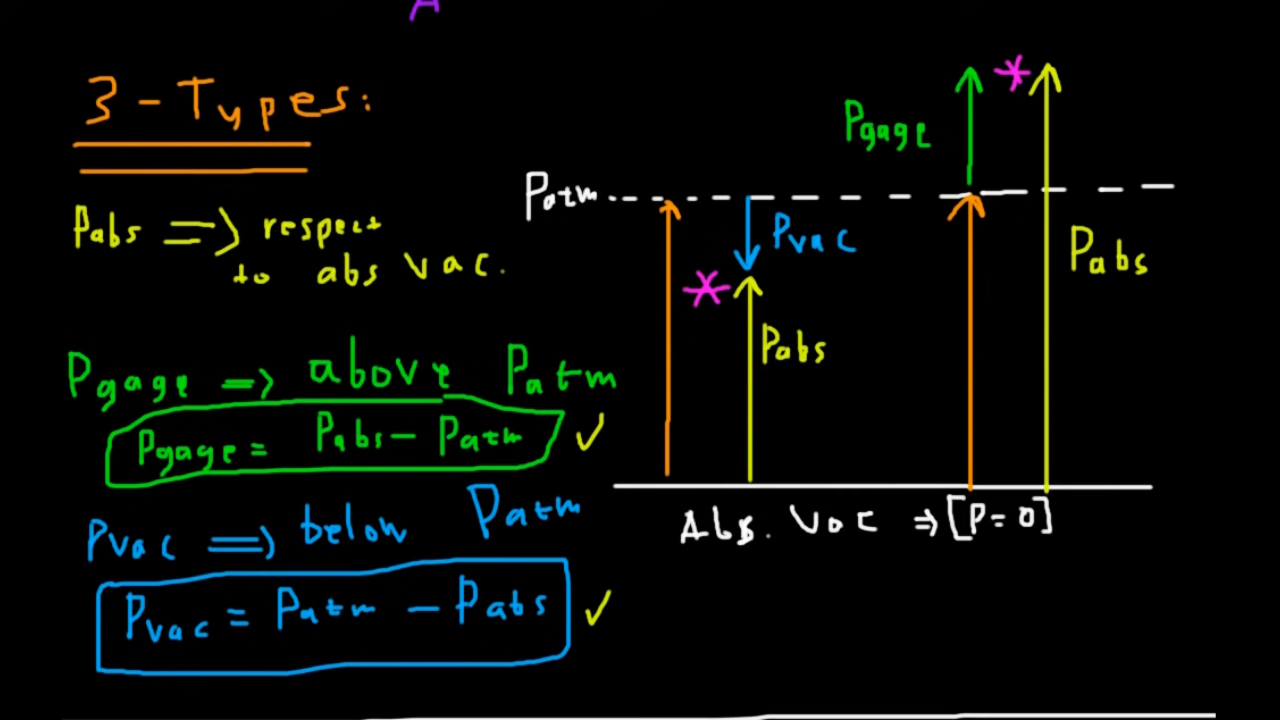 A
3-Types:
Pabs => respect
to abs vac.
Pgage => above Patm
Pgage = Pabs - Patm
Pvac => below Patm
Pvac = Patm - Pabs
Pgage
Patm
Pvac
Pabs
Pabs
Abs. Vac => [P=0]